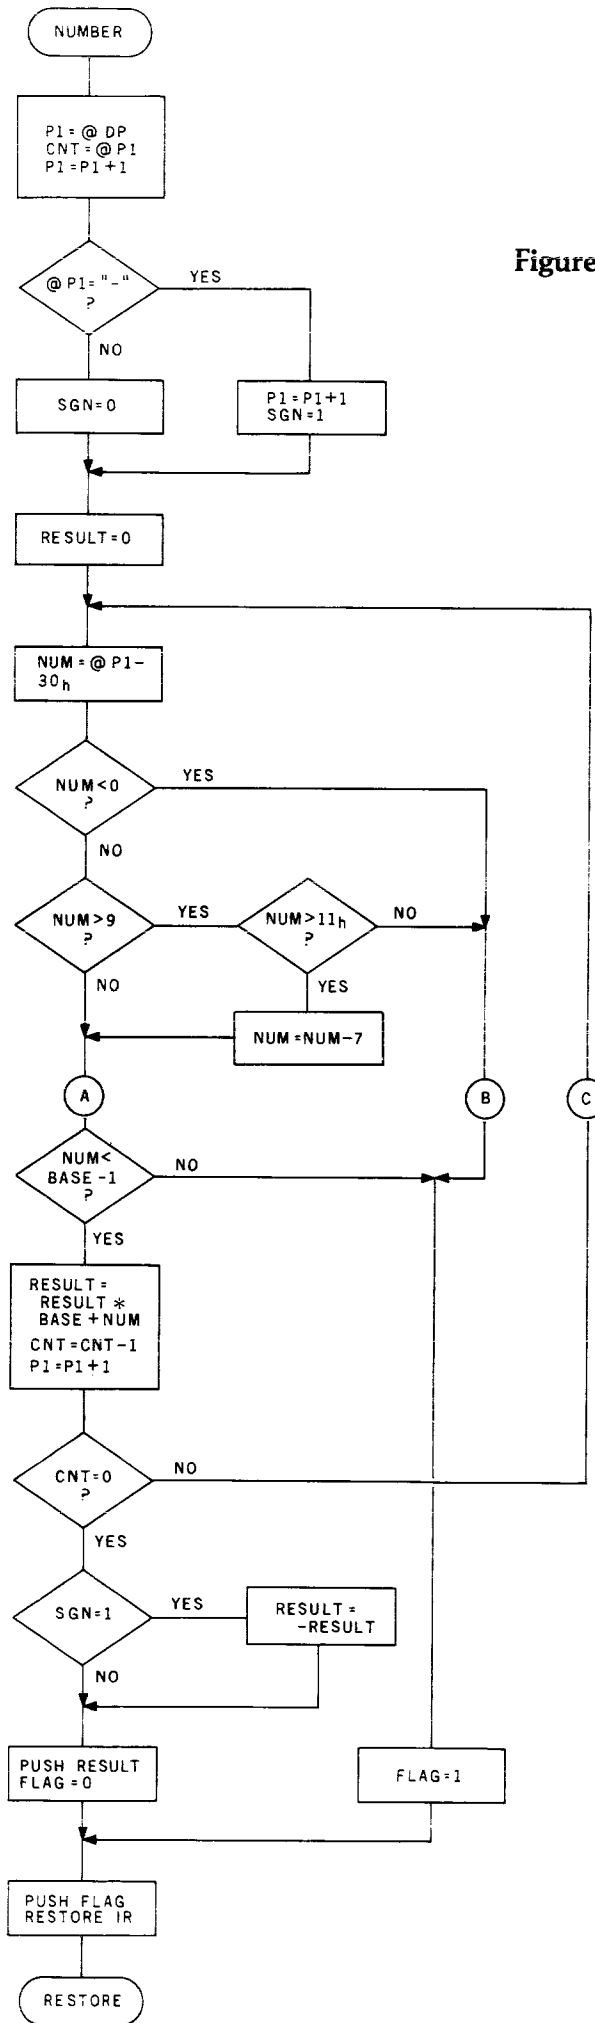 NUMBER
P1=@ DP
CNT=@ P1
P1=P1+1
Figure
@ P1="-"
?
YES
NO
SGN=0
P1=P1+1
SGN=1
RESULT=0
NUM=@ P1-
30h
NUM<0
?
YES
NO
NUM>9
?
YES
NUM>11h
?
NO
NO
YES
NUM=NUM-7
A
B
C
NUM<
BASE-1
?
NO
YES
RESULT=
RESULT *
BASE+NUM
CNT=CNT-1
P1=P1+1
CNT=0
?
NO
YES
SGN=1
YES
RESULT=
-RESULT
NO
PUSH RESULT
FLAG=0
FLAG=1
PUSH FLAG
RESTORE IR
RESTORE